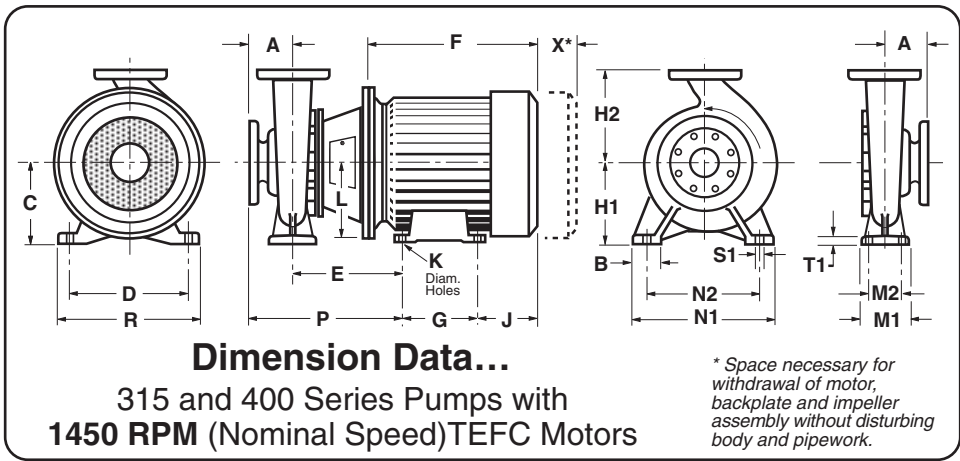 A
F
X*
A
H2
C
L
H1
K
Diam.
Holes
B
S1
T1
E
D
N2
M2
R
P
G
J
N1
M1
Dimension Data...
315 and 400 Series Pumps with
1450 RPM (Nominal Speed)TEFC Motors
* Space necessary for
withdrawal of motor,
backplate and impeller
assembly without disturbing
body and pipework.